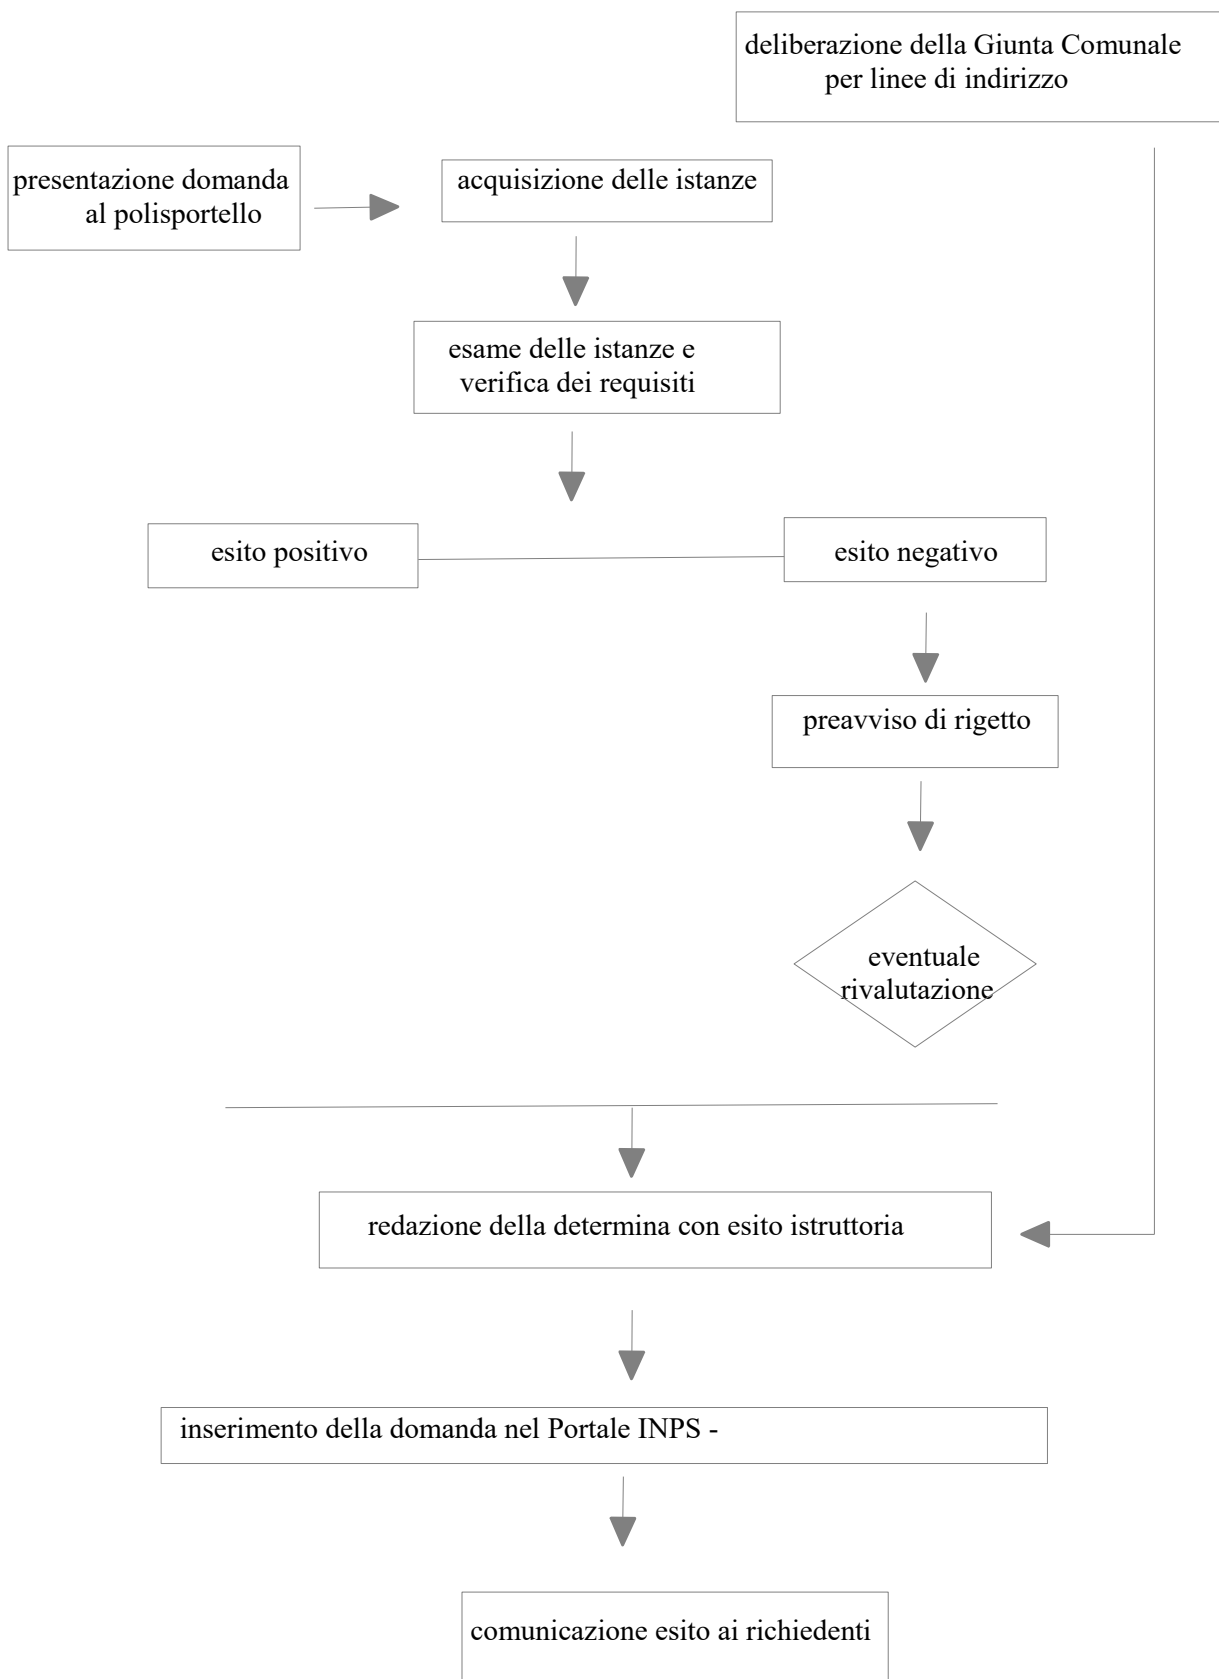 deliberazione della Giunta Comunale
per linee di indirizzo
presentazione domanda
al polisportello
acquisizione delle istanze
esame delle istanze e
verifica dei requisiti
esito positivo
esito negativo
preavviso di rigetto
eventuale
rivalutazione
redazione della determina con esito istruttoria
inserimento della domanda nel Portale INPS -
comunicazione esito ai richiedenti